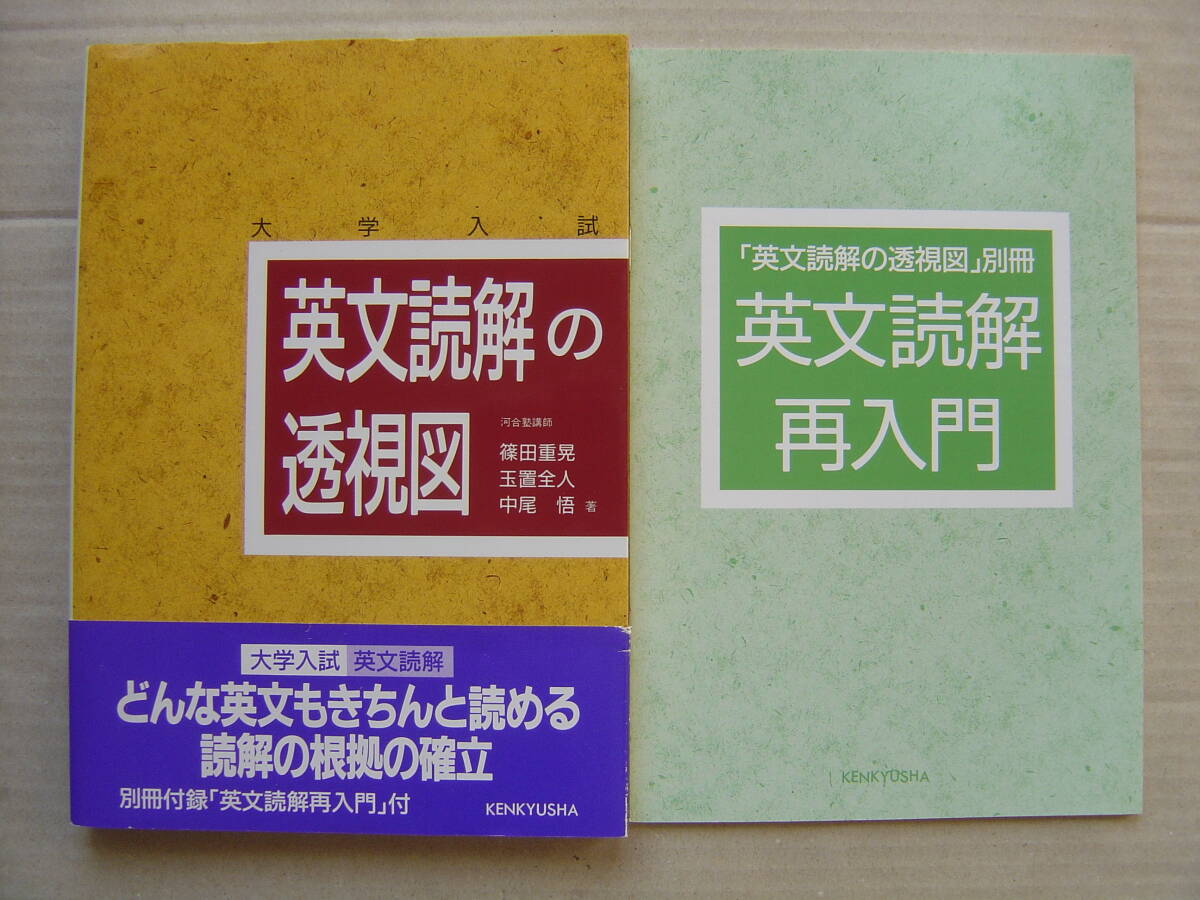 大学入試
英文読解の
透視図
河合塾講師
篠田重晃
玉置全人
中尾 悟 著
大学入試 英文読解
どんな英文もきちんと読める
読解の根拠の確立
別冊付録「英文読解再入門」付
KENKYUSHA
「英文読解の透視図」別冊
英文読解
再入門
KENKYUSHA